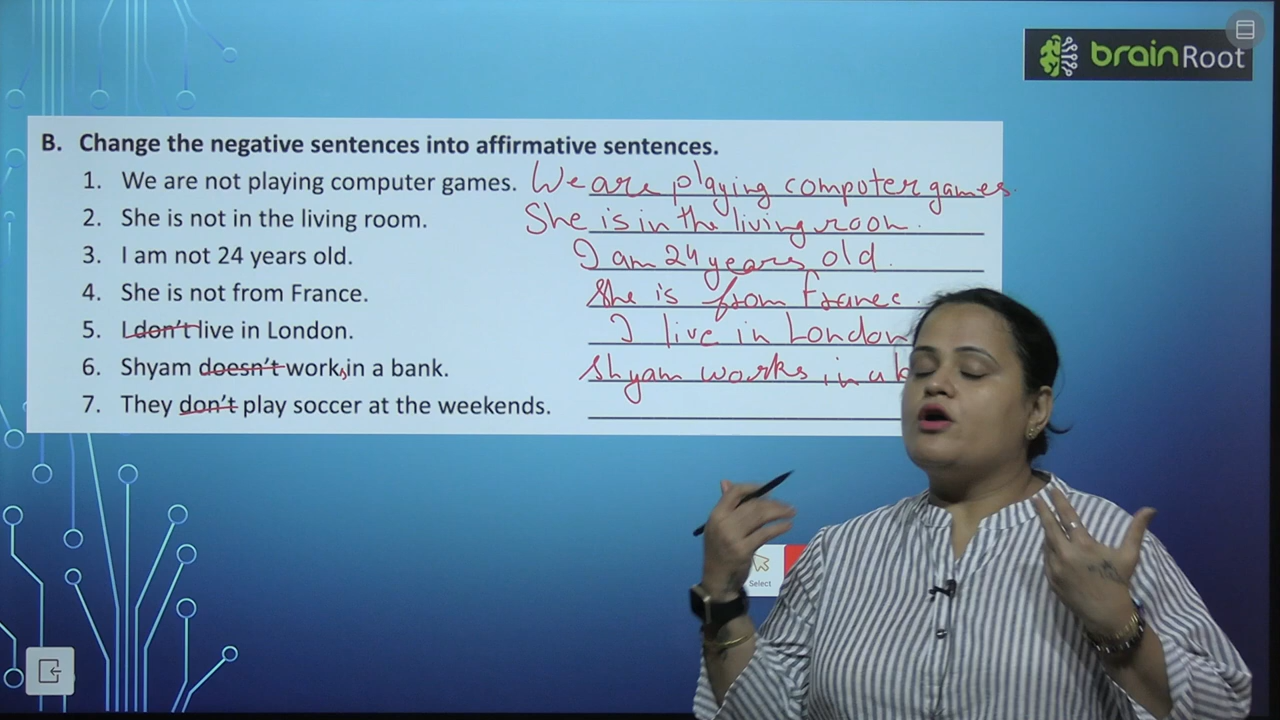 brainRoot
B. Change the negative sentences into affirmative sentences.
1. We are not playing computer games. We are playing computer games.
2. She is not in the living room. She is in the living room.
3. I am not 24 years old. I am 24 years old.
4. She is not from France. She is from France.
5. I don't live in London. I live in London
6. Shyam doesn't work s in a bank. Shyam works in a b
7. They don't play soccer at the weekends.
Select